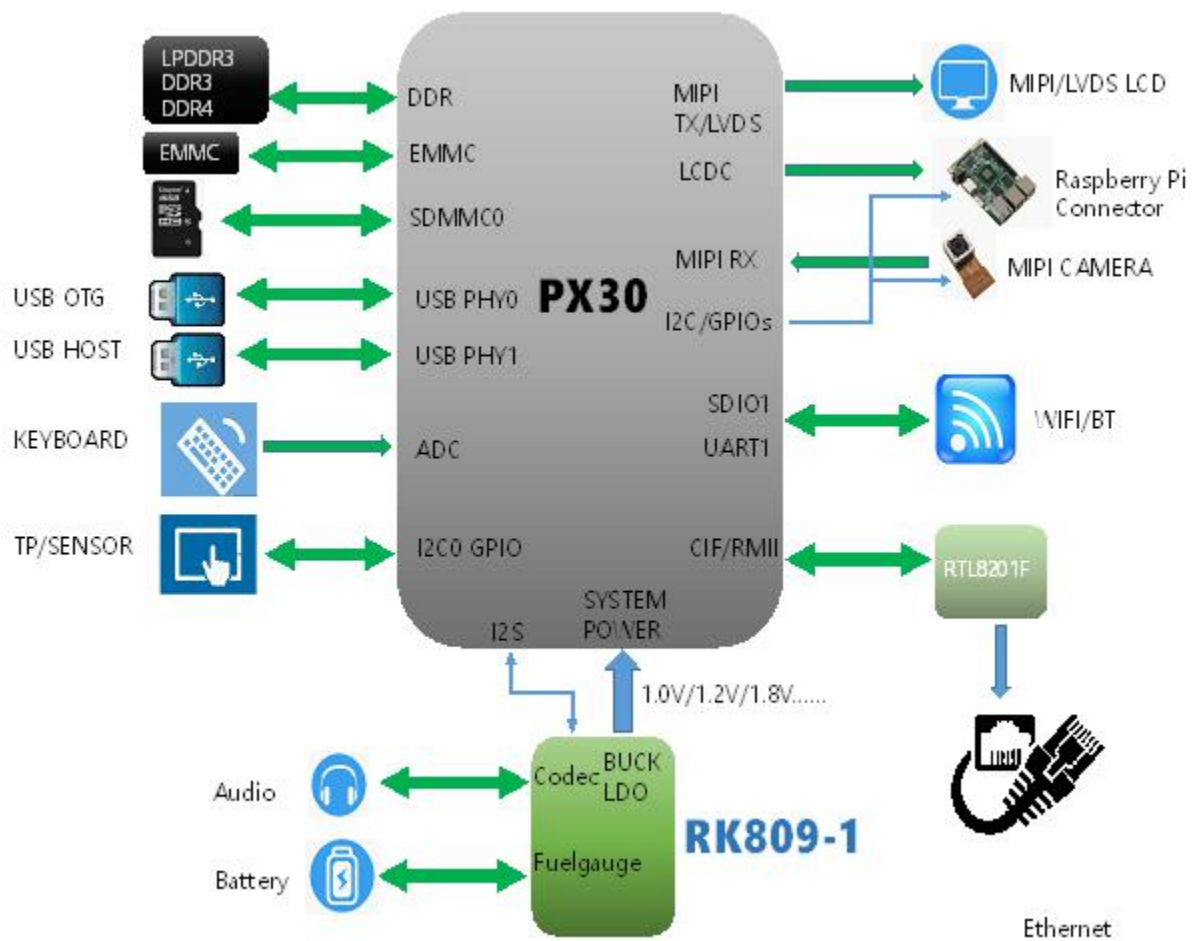 LPDDR3
DDR3
DDR4
EMMC
USB OTG
USB HOST
KEYBOARD
TP/SENSOR
DDR
EMMC
SDMMC0
USB PHY0
USB PHY1
ADC
I2C0 GPIO
I2S
PX30
MIPI
TX/LVDS
LCDC
MIPI RX
I2C/GPIOs
SDIO1
UART1
CIF/RMII
SYSTEM
POWER
MIPI/LVDS LCD
Raspberry Pi
Connector
MIPI CAMERA
WIFI/BT
RTL8201F
1.0V/1.2V/1.8V......
Audio
Battery
Codec
BUCK
LDO
Fuelgauge
RK809-1
Ethernet